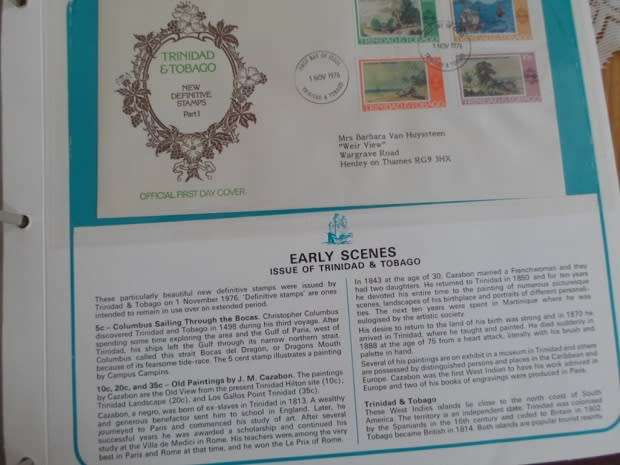 TRINIDAD
& TOBAGO
NEW
DEFINITIVE
STAMPS
Part 1
OFFICIAL FIRST DAY COVER
TRINIDAD & TOBAGO
TRINIDAD & TOBAGO
TRINIDAD & TOBAGO
TRINIDAD & TOBAGO
FIRST DAY OF ISSUE
1 NOV 1976
TRINIDAD & TOBAGO
1 NOV 1976
Mrs Barbara Van Huyssteen
"Weir View"
Wargrave Road
Henley on Thames RG9 3HX
EARLY SCENES
ISSUE OF TRINIDAD & TOBAGO
These particularly beautiful new definitive stamps were issued by
Trinidad & Tobago on 1 November 1976. 'Definitive stamps' are ones
intended to remain in use over an extended period.
5c – Columbus Sailing Through the Bocas. Christopher Columbus
discovered Trinidad and Tobago in 1498 during his third voyage. After
spending some time exploring the area and the Gulf of Paris, west of
Trinidad, his ships left the Gulf through its narrow northern strait.
Columbus called this strait Bocas del Dragon, or Dragons Mouth
because of its fearsome tide-race. The 5 cent stamp illustrates a painting
by Campus Campins.
10c, 20c, and 35c – Old Paintings by J. M. Cazabon. The paintings
by Cazabon are the Old View from the present Trinidad Hilton site (10c),
Trinidad Landscape (20c), and Los Gallos Point Trinidad (35c).
Cazabon, a negro, was born of ex-slaves in Trinidad in 1813. A wealthy
and generous benefactor sent him to school in England. Later, he
journeyed to Paris and commenced his study of art. After several
successful years he was awarded a scholarship and continued his
study at the Villa de Medici in Rome. His teachers were among the very
best in Paris and Rome at that time, and he won the Le Prix of Rome.
In 1843 at the age of 30, Cazabon married a Frenchwoman and they
had two daughters. He returned to Trinidad in 1850 and for ten years
he devoted his entire time to the painting of numerous picturesque
scenes, landscapes of his birthplace and portraits of different personali-
ties. The next ten years were spent in Martinique where he was
eulogised by the artistic society.
His desire to return to the land of his birth was strong and in 1870 he
arrived in Trinidad, where he taught and painted. He died suddenly in
1888 at the age of 75 from a heart attack, literally with his brush and
palette in hand.
Several of his paintings are on exhibit in a museum in Trinidad and others
are possessed by distinguished persons and places in the Caribbean and
Europe. Cazabon was the first West Indian to have his work admired in
Europe and two of his books of engravings were produced in Paris.
Trinidad & Tobago
These West Indies islands lie close to the north coast of South
America. The territory is an independent state. Trinidad was colonised
by the Spaniards in the 16th century and ceded to Britain in 1802.
Tobago became British in 1814. Both islands are popular tourist resorts.